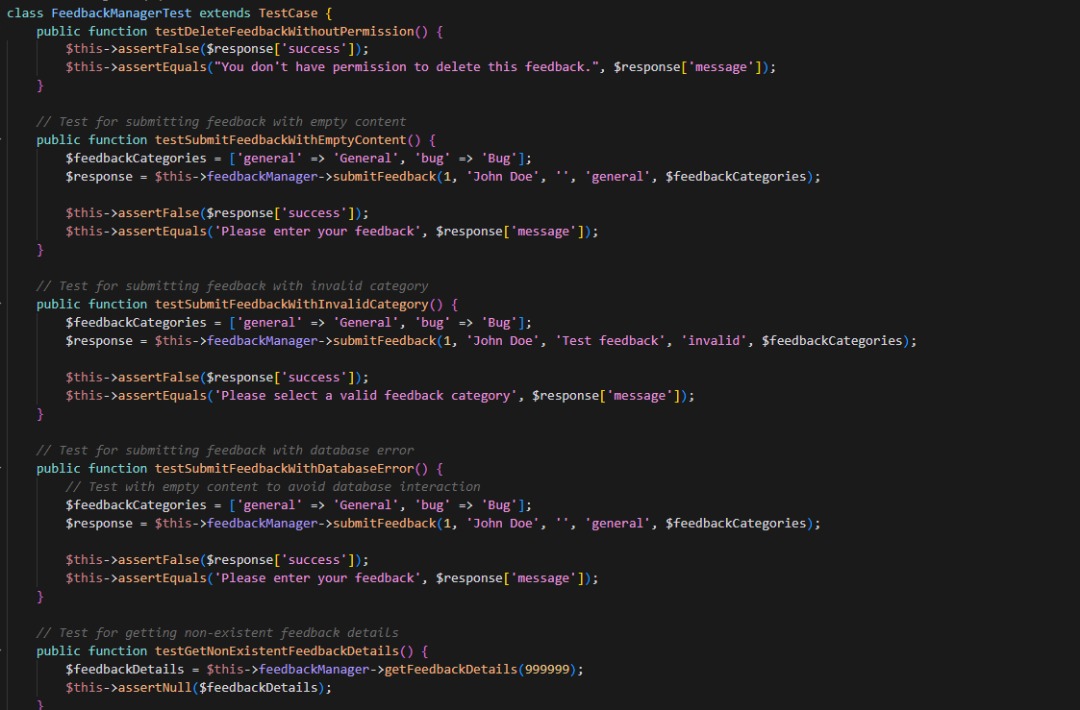 class FeedbackManagerTest extends TestCase {
    public function testDeleteFeedbackWithoutPermission() {
        $this->assertFalse($response['success']);
        $this->assertEquals("You don't have permission to delete this feedback.", $response['message']);
    }

    // Test for submitting feedback with empty content
    public function testSubmitFeedbackWithEmptyContent() {
        $feedbackCategories = ['general' => 'General', 'bug' => 'Bug'];
        $response = $this->feedbackManager->submitFeedback(1, 'John Doe', '', 'general', $feedbackCategories);

        $this->assertFalse($response['success']);
        $this->assertEquals('Please enter your feedback', $response['message']);
    }

    // Test for submitting feedback with invalid category
    public function testSubmitFeedbackWithInvalidCategory() {
        $feedbackCategories = ['general' => 'General', 'bug' => 'Bug'];
        $response = $this->feedbackManager->submitFeedback(1, 'John Doe', 'Test feedback', 'invalid', $feedbackCategories);

        $this->assertFalse($response['success']);
        $this->assertEquals('Please select a valid feedback category', $response['message']);
    }

    // Test for submitting feedback with database error
    public function testSubmitFeedbackWithDatabaseError() {
        // Test with empty content to avoid database interaction
        $feedbackCategories = ['general' => 'General', 'bug' => 'Bug'];
        $response = $this->feedbackManager->submitFeedback(1, 'John Doe', '', 'general', $feedbackCategories);

        $this->assertFalse($response['success']);
        $this->assertEquals('Please enter your feedback', $response['message']);
    }

    // Test for getting non-existent feedback details
    public function testGetNonExistentFeedbackDetails() {
        $feedbackDetails = $this->feedbackManager->getFeedbackDetails(999999);
        $this->assertNull($feedbackDetails);
    }